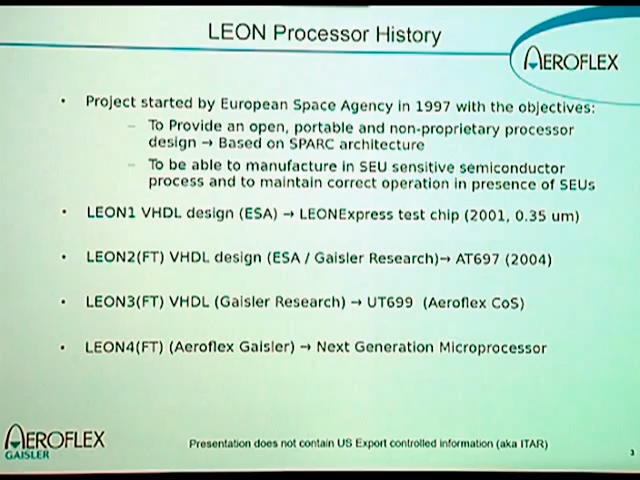 LEON Processor History
AEROFLEX
• Project started by European Space Agency in 1997 with the objectives:
– To Provide an open, portable and non-proprietary processor
design → Based on SPARC architecture
– To be able to manufacture in SEU sensitive semiconductor
process and to maintain correct operation in presence of SEUs
• LEON1 VHDL design (ESA) → LEONExpress test chip (2001, 0.35 um)
• LEON2(FT) VHDL design (ESA / Gaisler Research)→ AT697 (2004)
• LEON3(FT) VHDL (Gaisler Research) → UT699 (Aeroflex CoS)
• LEON4(FT) (Aeroflex Gaisler) → Next Generation Microprocessor
AEROFLEX
GAISLER
Presentation does not contain US Export controlled information (aka ITAR)
3